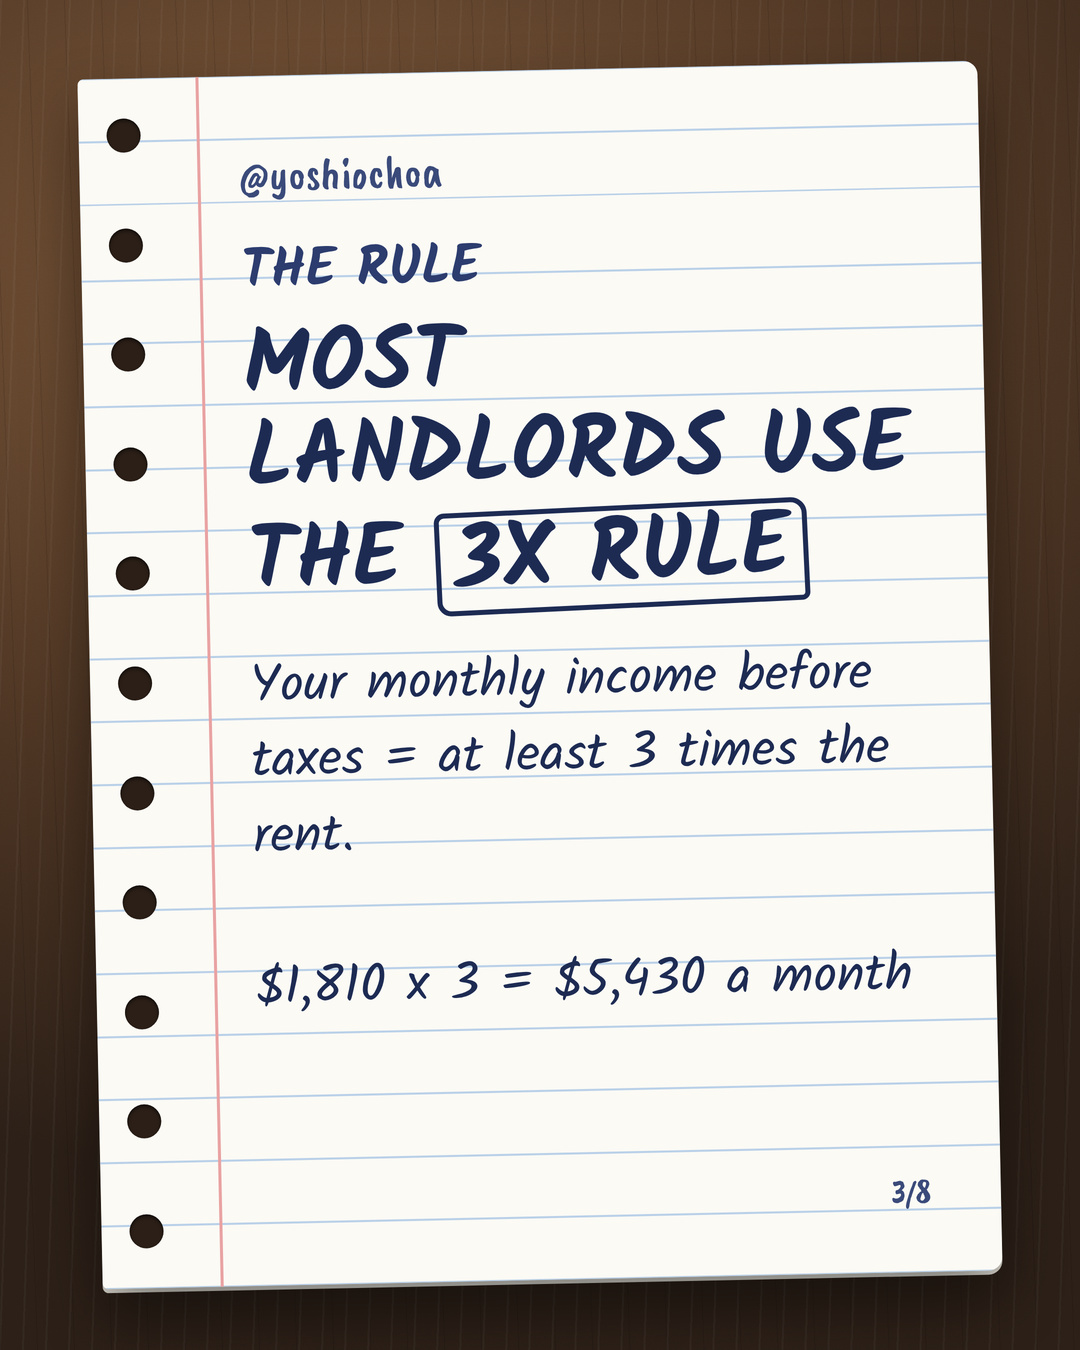 @yoshiochoa
THE RULE
MOST
LANDLORDS USE
THE 3X RULE
Your monthly income before
taxes = at least 3 times the
rent.
$1,810 x 3 = $5,430 a month
3/8